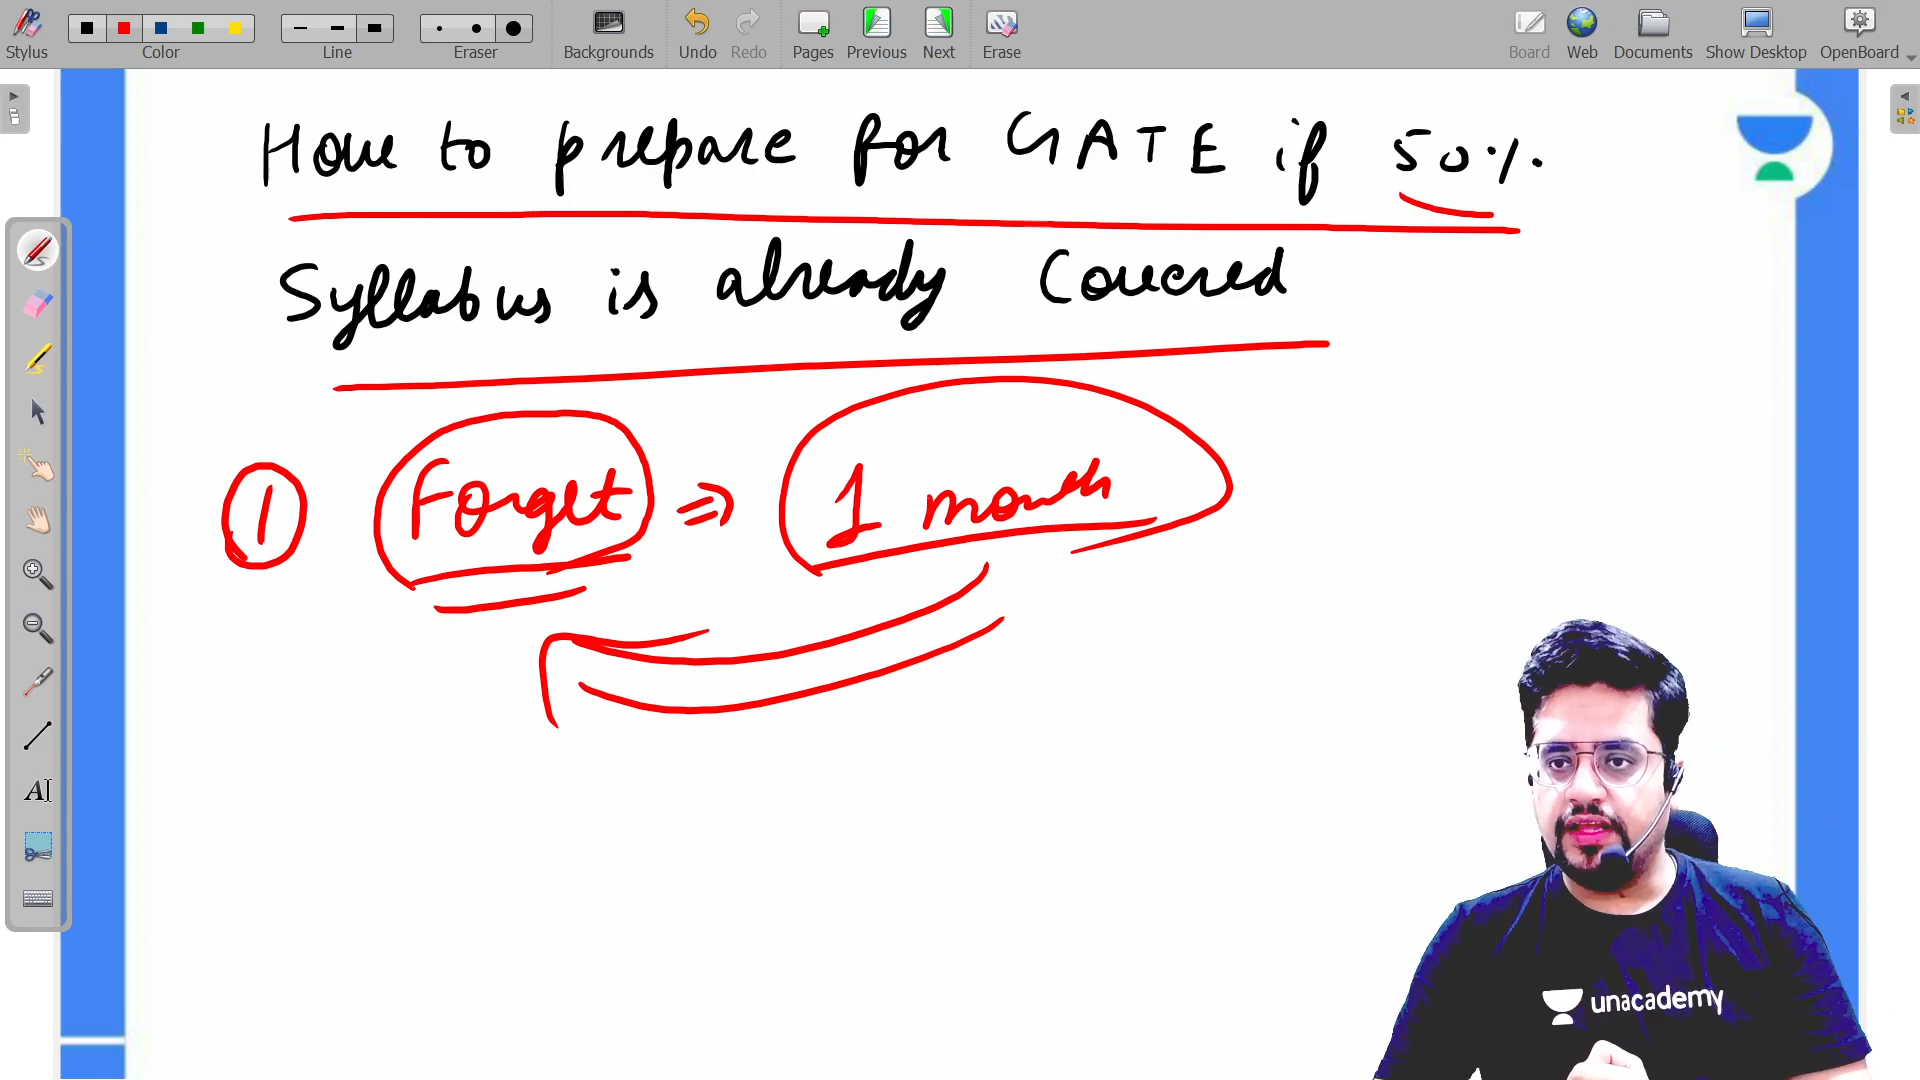 Stylus
Color
Line
Eraser
Backgrounds
Undo
Redo
Pages
Previous
Next
Erase
Board
Web
Documents
Show Desktop
OpenBoard
How to prepare for GATE if 50%.
Syllabus is already Covered
① Forget ⇒ 1 month
AI
unacademy